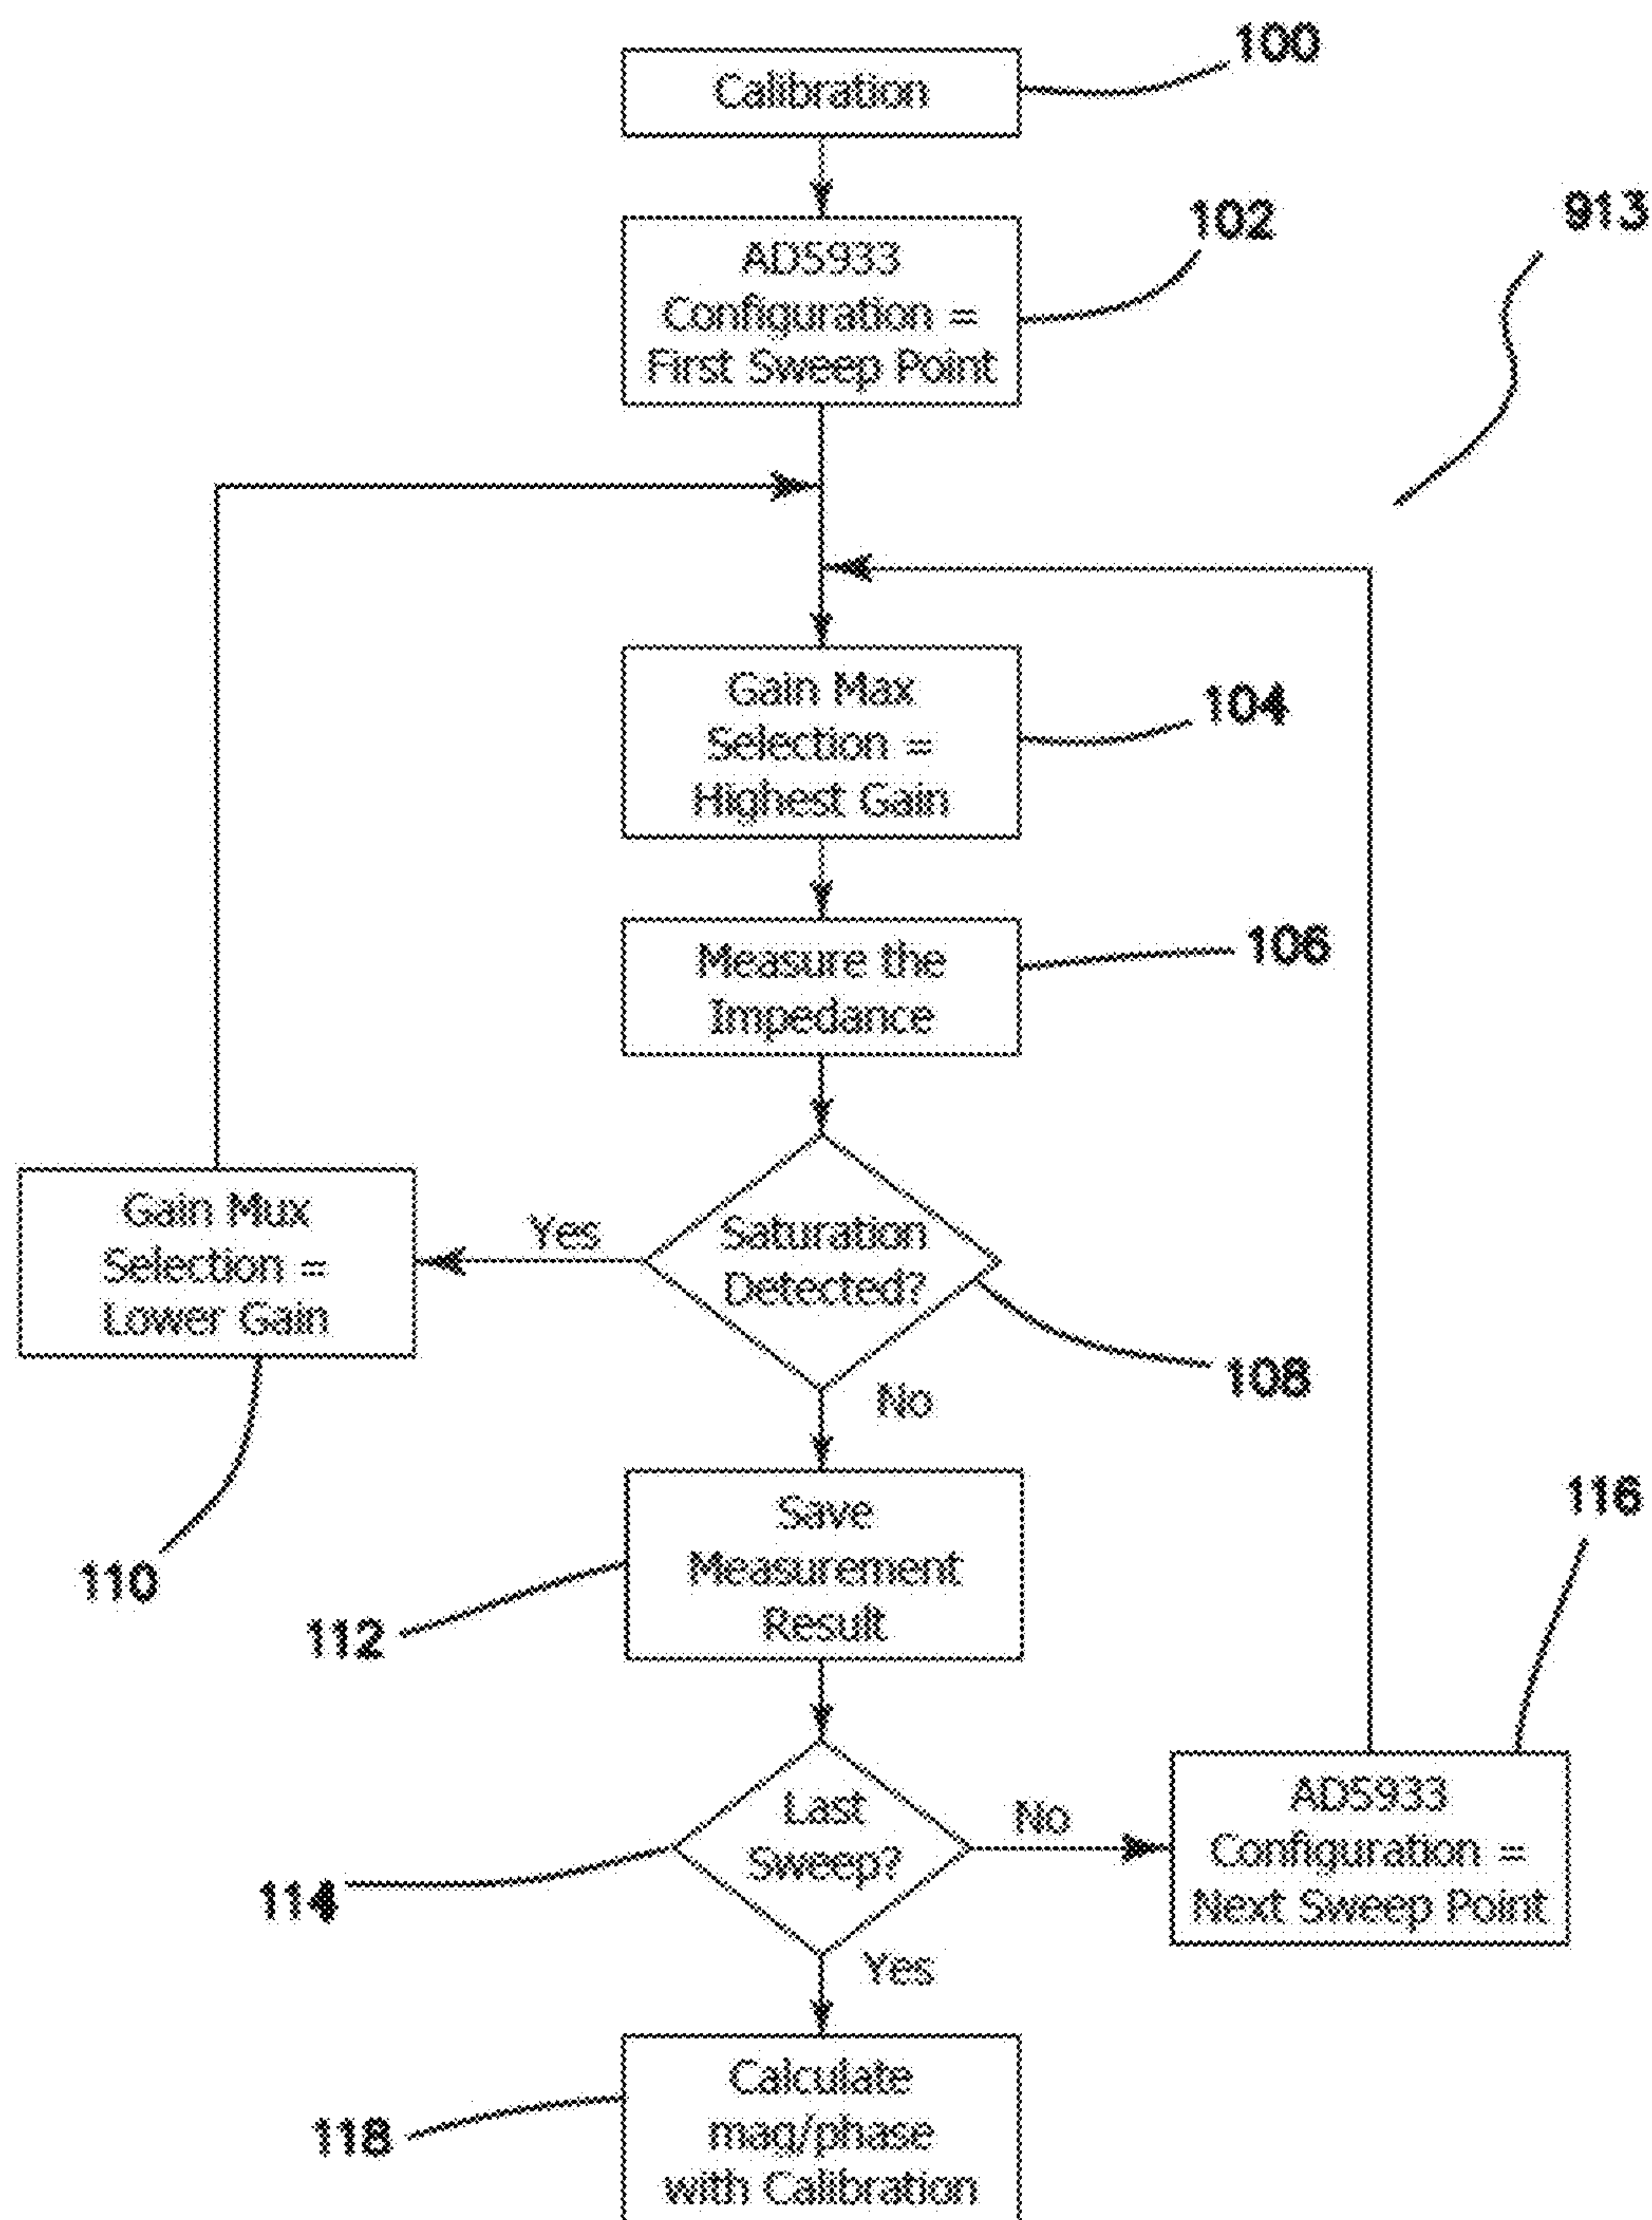 100
Calibration
102
913
AD5933
Configuration =
First Sweep Point
Gain Max
Selection =
Highest Gain
104
Measure the
Impedance
106
Gain Mux
Selection =
Lower Gain
Yes
Saturation
Detected?
108
No
110
Save
Measurement
Result
112
116
Last
Sweep?
No
114
AD5933
Configuration =
Next Sweep Point
Yes
Calculate
mag/phase
with Calibration
118